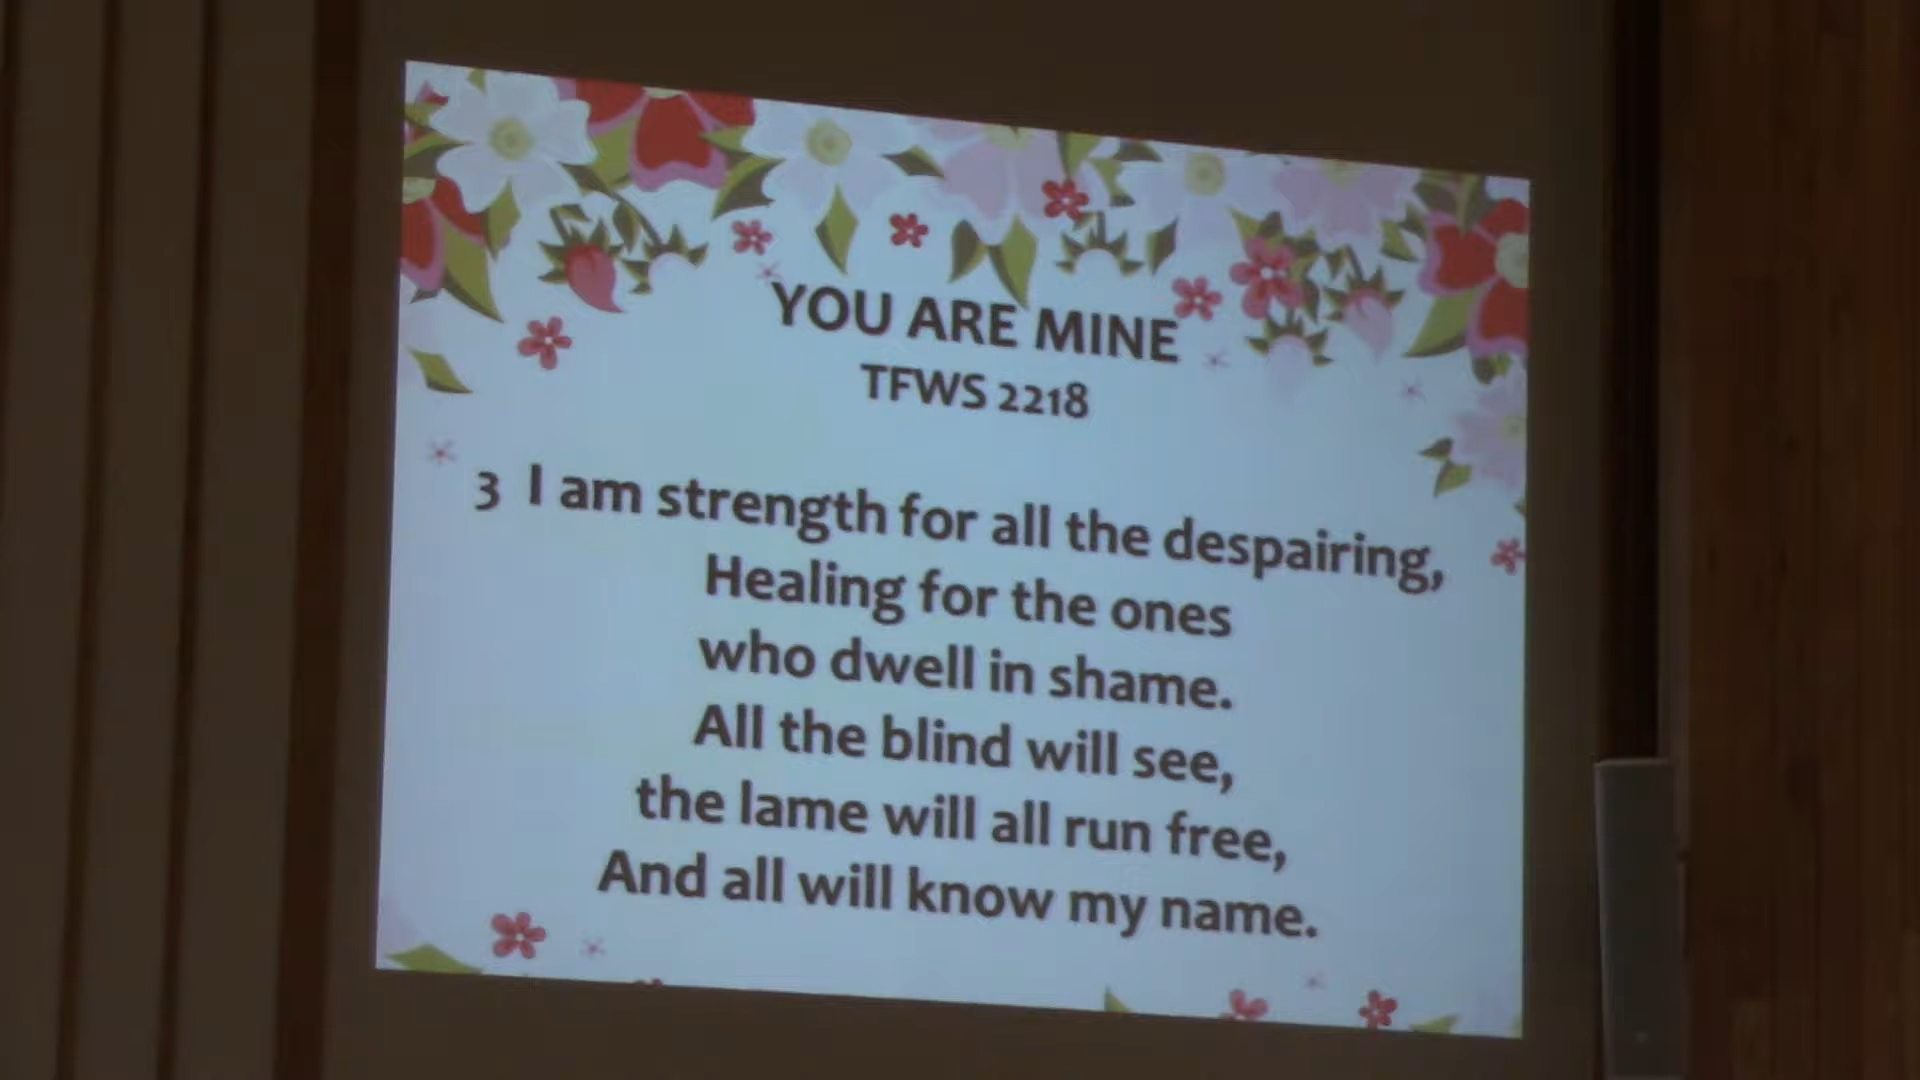 YOU ARE MINE
TFWS 2218
3 I am strength for all the despairing,
Healing for the ones
who dwell in shame.
All the blind will see,
the lame will all run free,
And all will know my name.